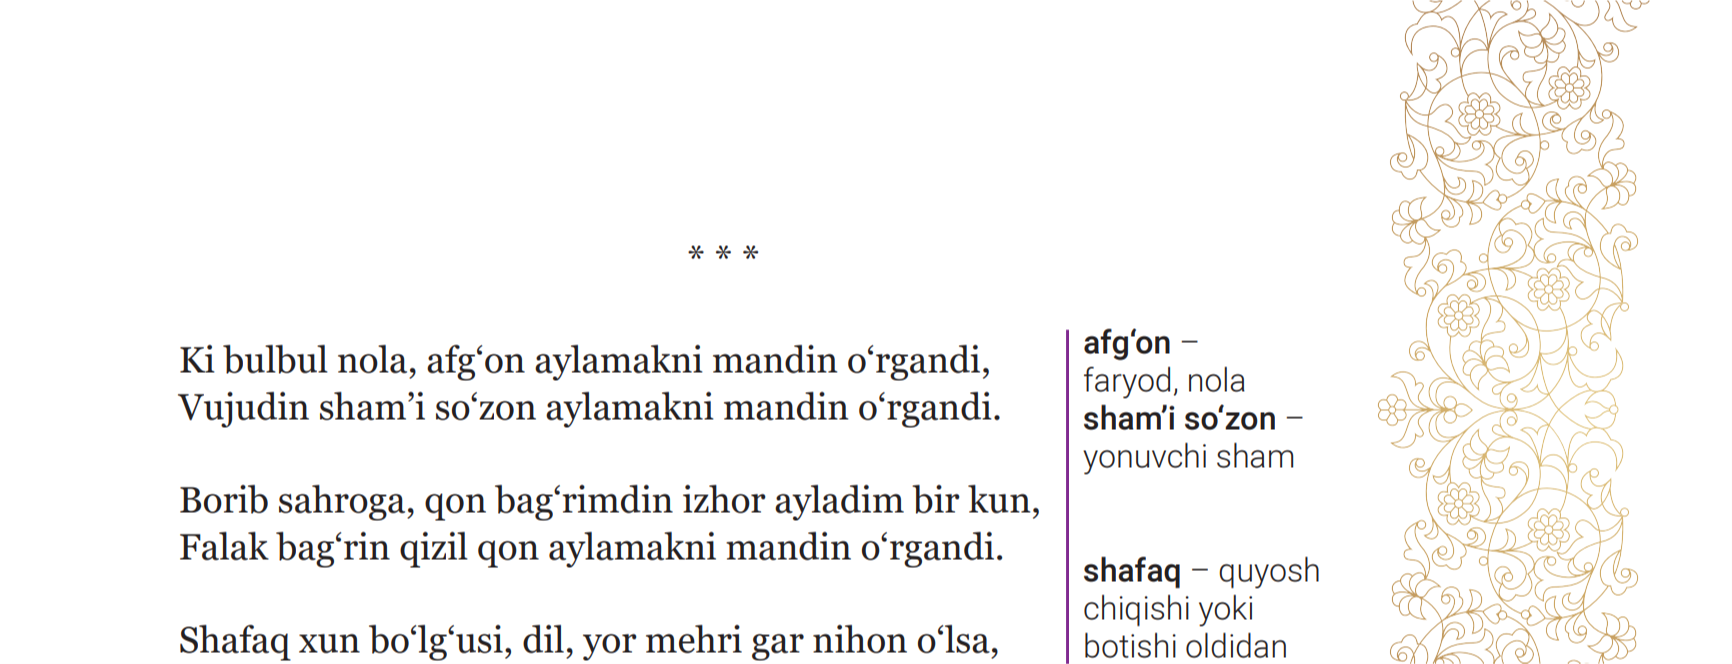 * * *
Ki bulbul nola, afg‘on aylamakni mandin o‘rgandi,
Vujudin sham’i so‘zon aylamakni mandin o‘rgandi.
Borib sahroga, qon bag‘rimdin izhor ayladim bir kun,
Falak bag‘rin qizil qon aylamakni mandin o‘rgandi.
Shafaq xun bo‘lg‘usi, dil, yor mehri gar nihon o‘lsa,
afg‘on –
faryod, nola
sham’i so‘zon –
yonuvchi sham
shafaq – quyosh
chiqishi yoki
botishi oldidan